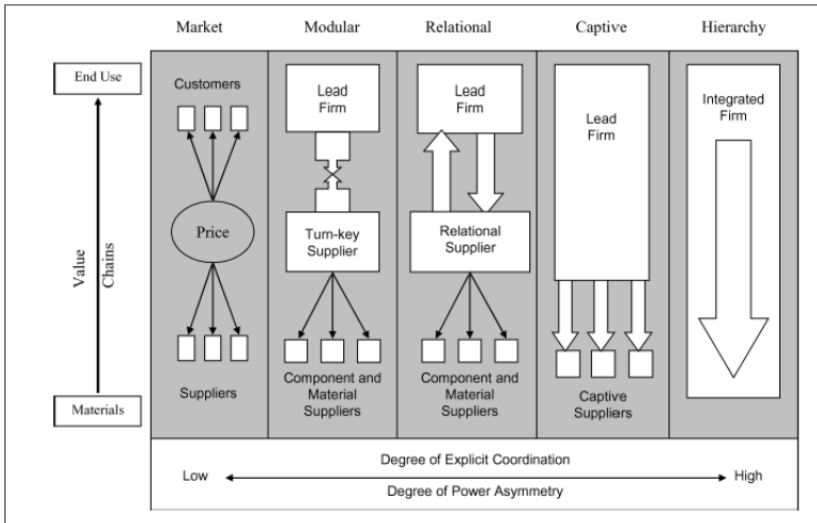 Market
Modular
Relational
Captive
Hierarchy
End Use
Value
Chains
Materials
Customers
Price
Suppliers
Lead
Firm
Turn-key
Supplier
Component and
Material
Suppliers
Lead
Firm
Relational
Supplier
Component and
Material
Suppliers
Lead
Firm
Captive
Suppliers
Integrated
Firm
Degree of Explicit Coordination
Low
High
Degree of Power Asymmetry